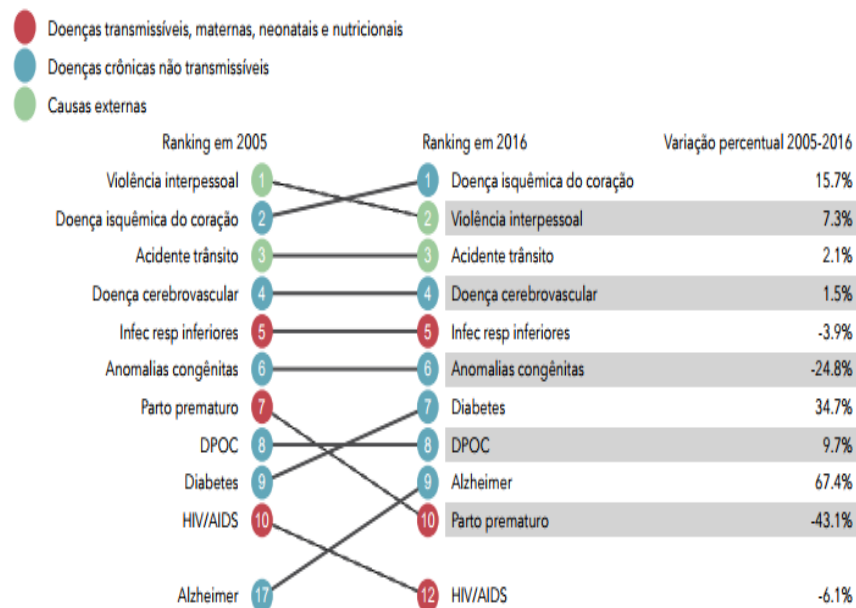 Doenças transmissíveis, maternas, neonatais e nutricionais
Doenças crônicas não transmissíveis
Causas externas
Ranking em 2005 Ranking em 2016 Variação percentual 2005-2016
Violência interpessoal 1 1 Doença isquêmica do coração 15.7%
Doença isquêmica do coração 2 2 Violência interpessoal 7.3%
Acidente trânsito 3 3 Acidente trânsito 2.1%
Doença cerebrovascular 4 4 Doença cerebrovascular 1.5%
Infec resp inferiores 5 5 Infec resp inferiores -3.9%
Anomalias congênitas 6 6 Anomalias congênitas -24.8%
Parto prematuro 7 7 Diabetes 34.7%
DPOC 8 8 DPOC 9.7%
Diabetes 9 9 Alzheimer 67.4%
HIV/AIDS 10 10 Parto prematuro -43.1%
Alzheimer 17 12 HIV/AIDS -6.1%